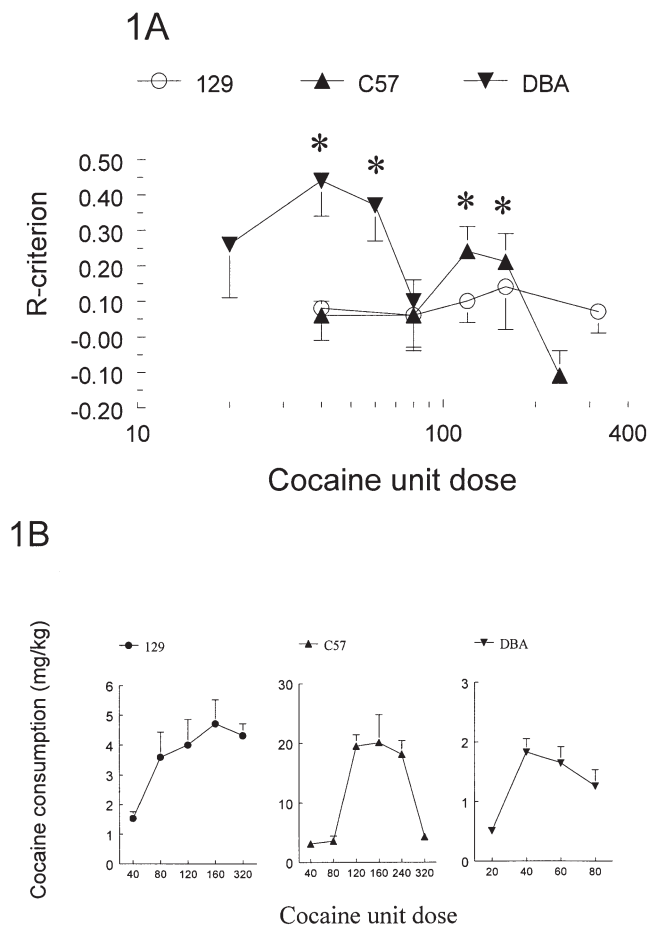 1A
129 C57 DBA
* * * *
0.50
0.40
0.30
0.20
0.10
-0.00
-0.10
-0.20
R-criterion
10 100 400
Cocaine unit dose
1B
Cocaine consumption (mg/kg)
129
6
5
4
3
2
1
0
40 80 120 160 320
C57
30
20
10
0
40 80 120 160 240 320
DBA
3
2
1
0
20 40 60 80
Cocaine unit dose